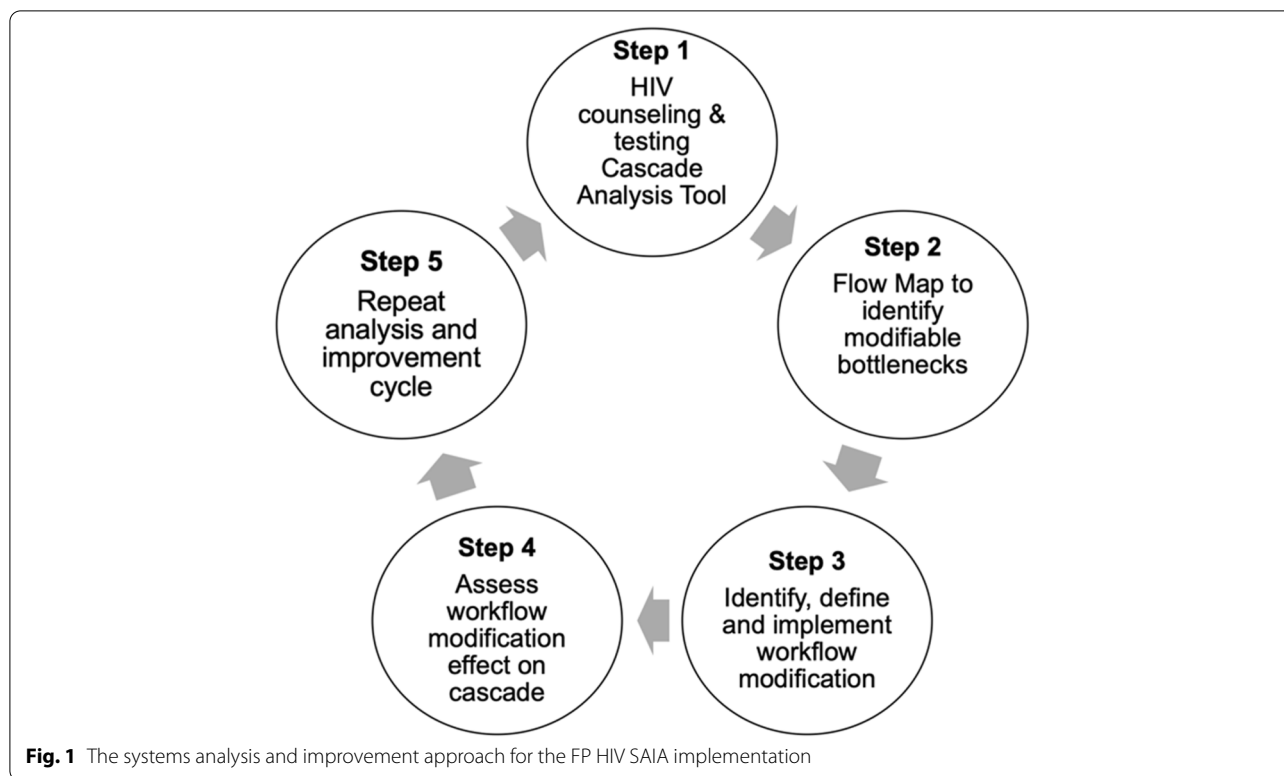 Step 1
HIV
counseling &
testing
Cascade
Analysis Tool
Step 2
Flow Map to
identify
modifiable
bottlenecks
Step 3
Identify, define
and implement
workflow
modification
Step 4
Assess
workflow
modification
effect on
cascade
Step 5
Repeat
analysis and
improvement
cycle
Fig. 1 The systems analysis and improvement approach for the FP HIV SAIA implementation